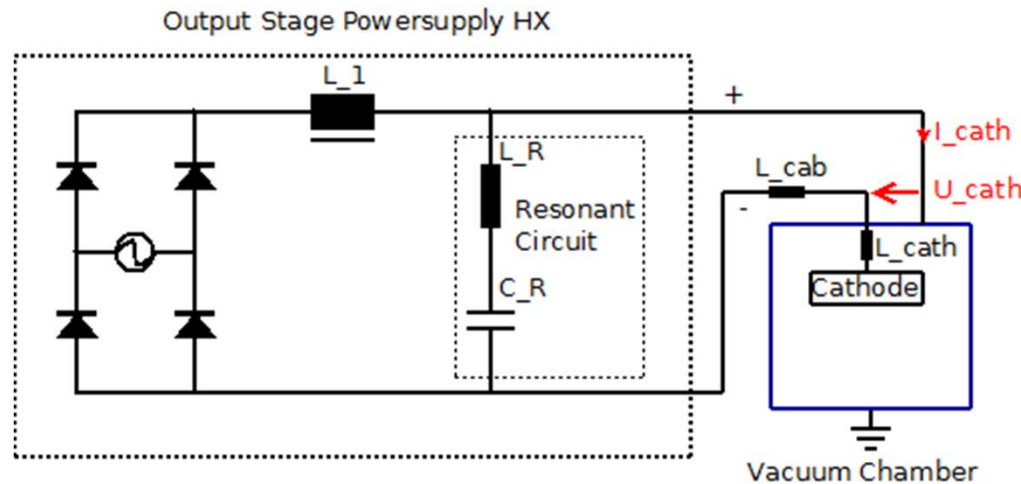 Output Stage Powersupply HX
L_1
+
I_cath
L_R
L_cab
U_cath
-
Resonant
Circuit
L_cath
C_R
Cathode
Vacuum Chamber